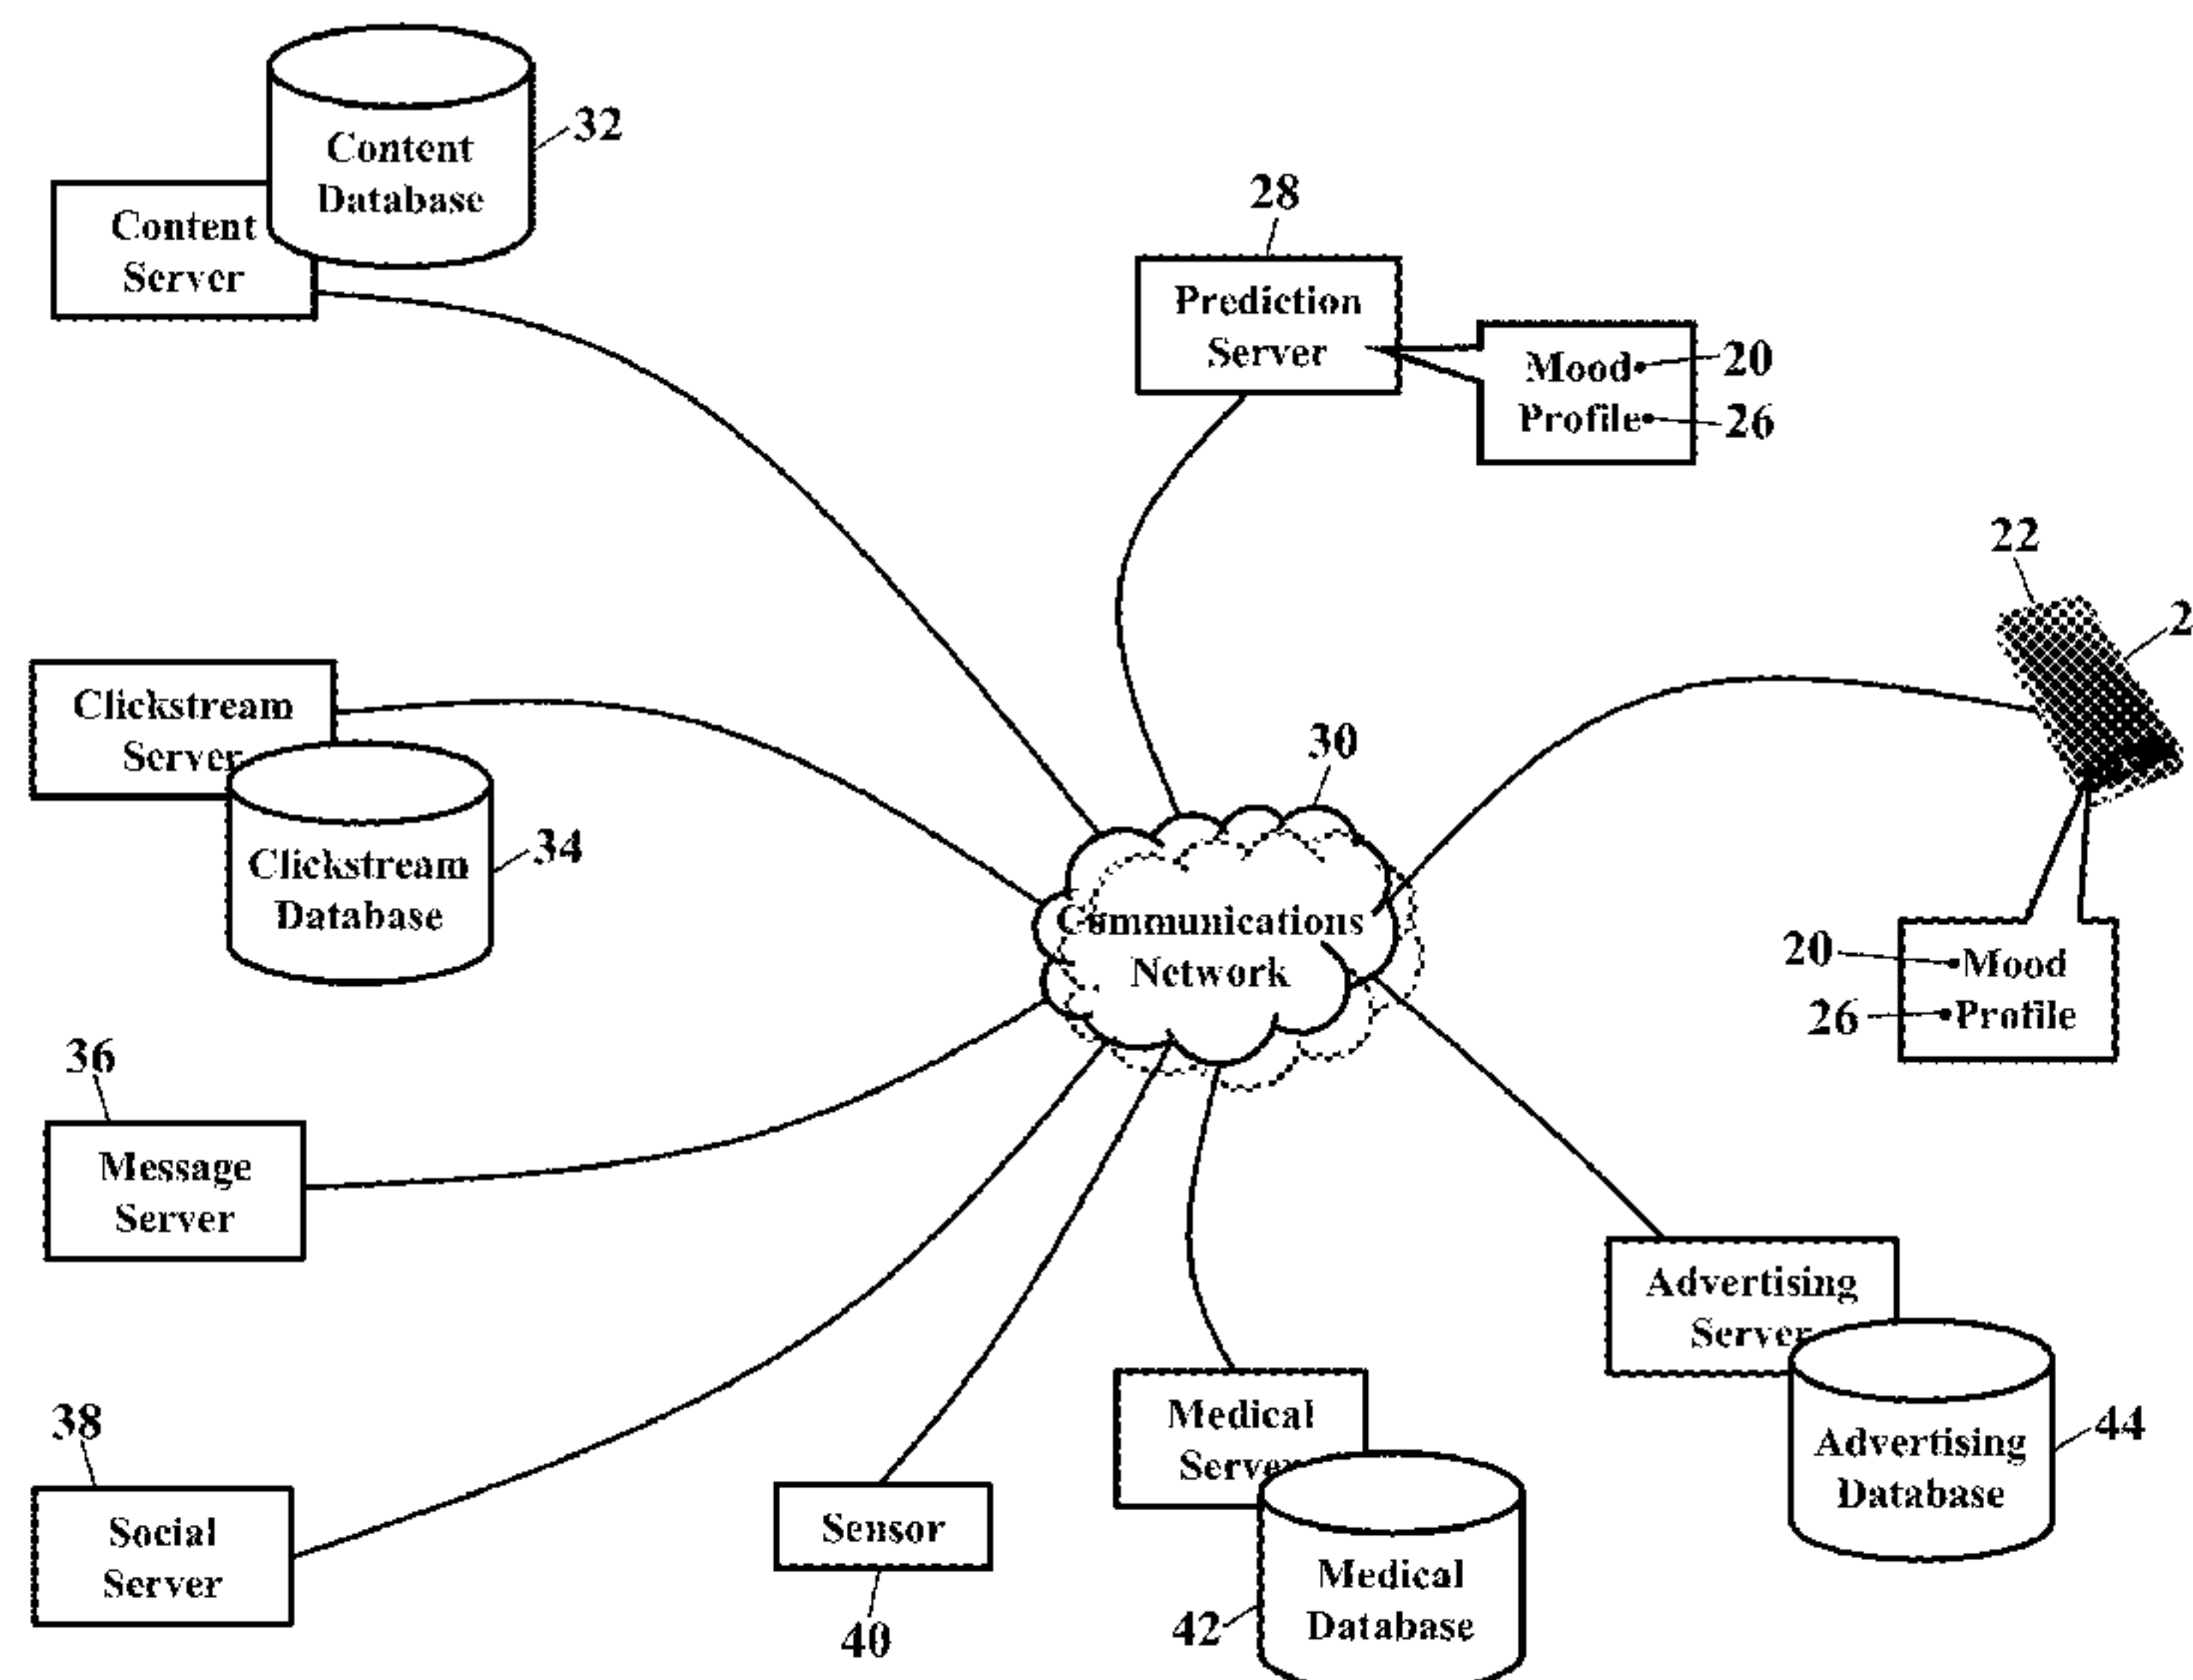 32
Content
Database
Content
Server
28
Prediction
Server
Mood
20
Profile
26
22
2
Clickstream
Server
Clickstream
Database
34
30
Communications
Network
20
Mood
26
Profile
36
Message
Server
38
Social
Server
Sensor
40
Medical
Server
Medical
Database
42
Advertising
Server
Advertising
Database
44